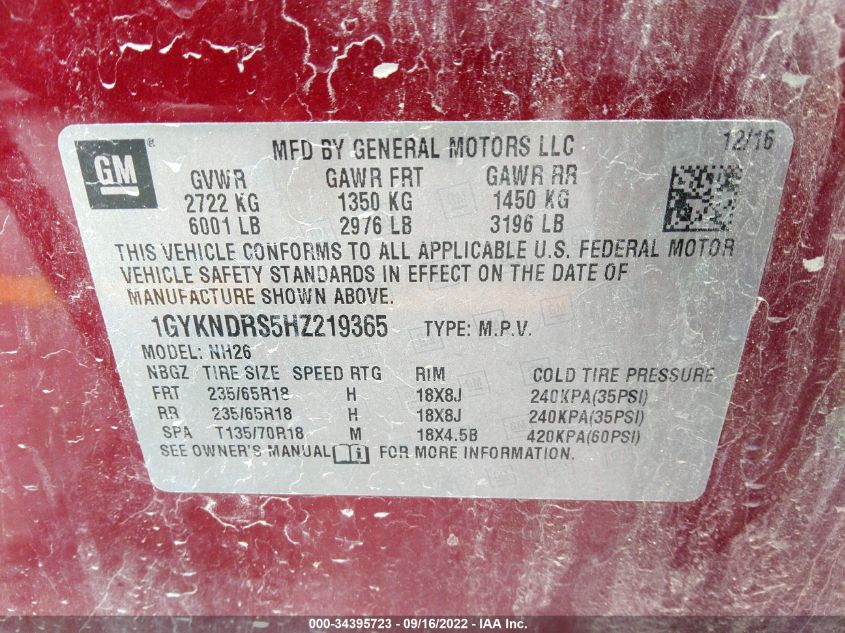 GM ®
MFD BY GENERAL MOTORS LLC
12/16
GVWR GAWR FRT GAWR RR
2722 KG 1350 KG 1450 KG
6001 LB 2976 LB 3196 LB
THIS VEHICLE CONFORMS TO ALL APPLICABLE U.S. FEDERAL MOTOR
VEHICLE SAFETY STANDARDS IN EFFECT ON THE DATE OF
MANUFACTURE SHOWN ABOVE.
1GYKNDRS5HZ219365 TYPE: M.P.V.
MODEL: NH26
NBGZ TIRE SIZE SPEED RTG RIM COLD TIRE PRESSURE
FRT 235/65R18 H 18X8J 240KPA(35PSI)
RR 235/65R18 H 18X8J 240KPA(35PSI)
SPA T135/70R18 M 18X4.5B 420KPA(60PSI)
SEE OWNER'S MANUAL FOR MORE INFORMATION.
000-34395723 - 09/16/2022 - IAA Inc.